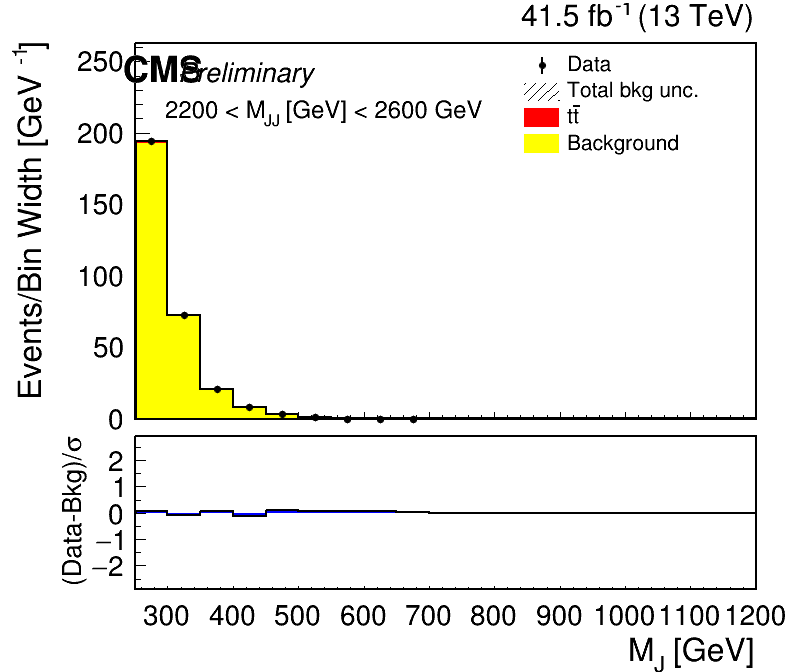 41.5 fb⁻¹ (13 TeV)
CMS Preliminary
2200 < M_JJ [GeV] < 2600 GeV
Data
Total bkg unc.
tt̄
Background
Events/Bin Width [GeV⁻¹]
250
200
150
100
50
0
(Data-Bkg)/σ
2
1
0
−1
−2
300 400 500 600 700 800 900 1000 1100 1200
M_J [GeV]